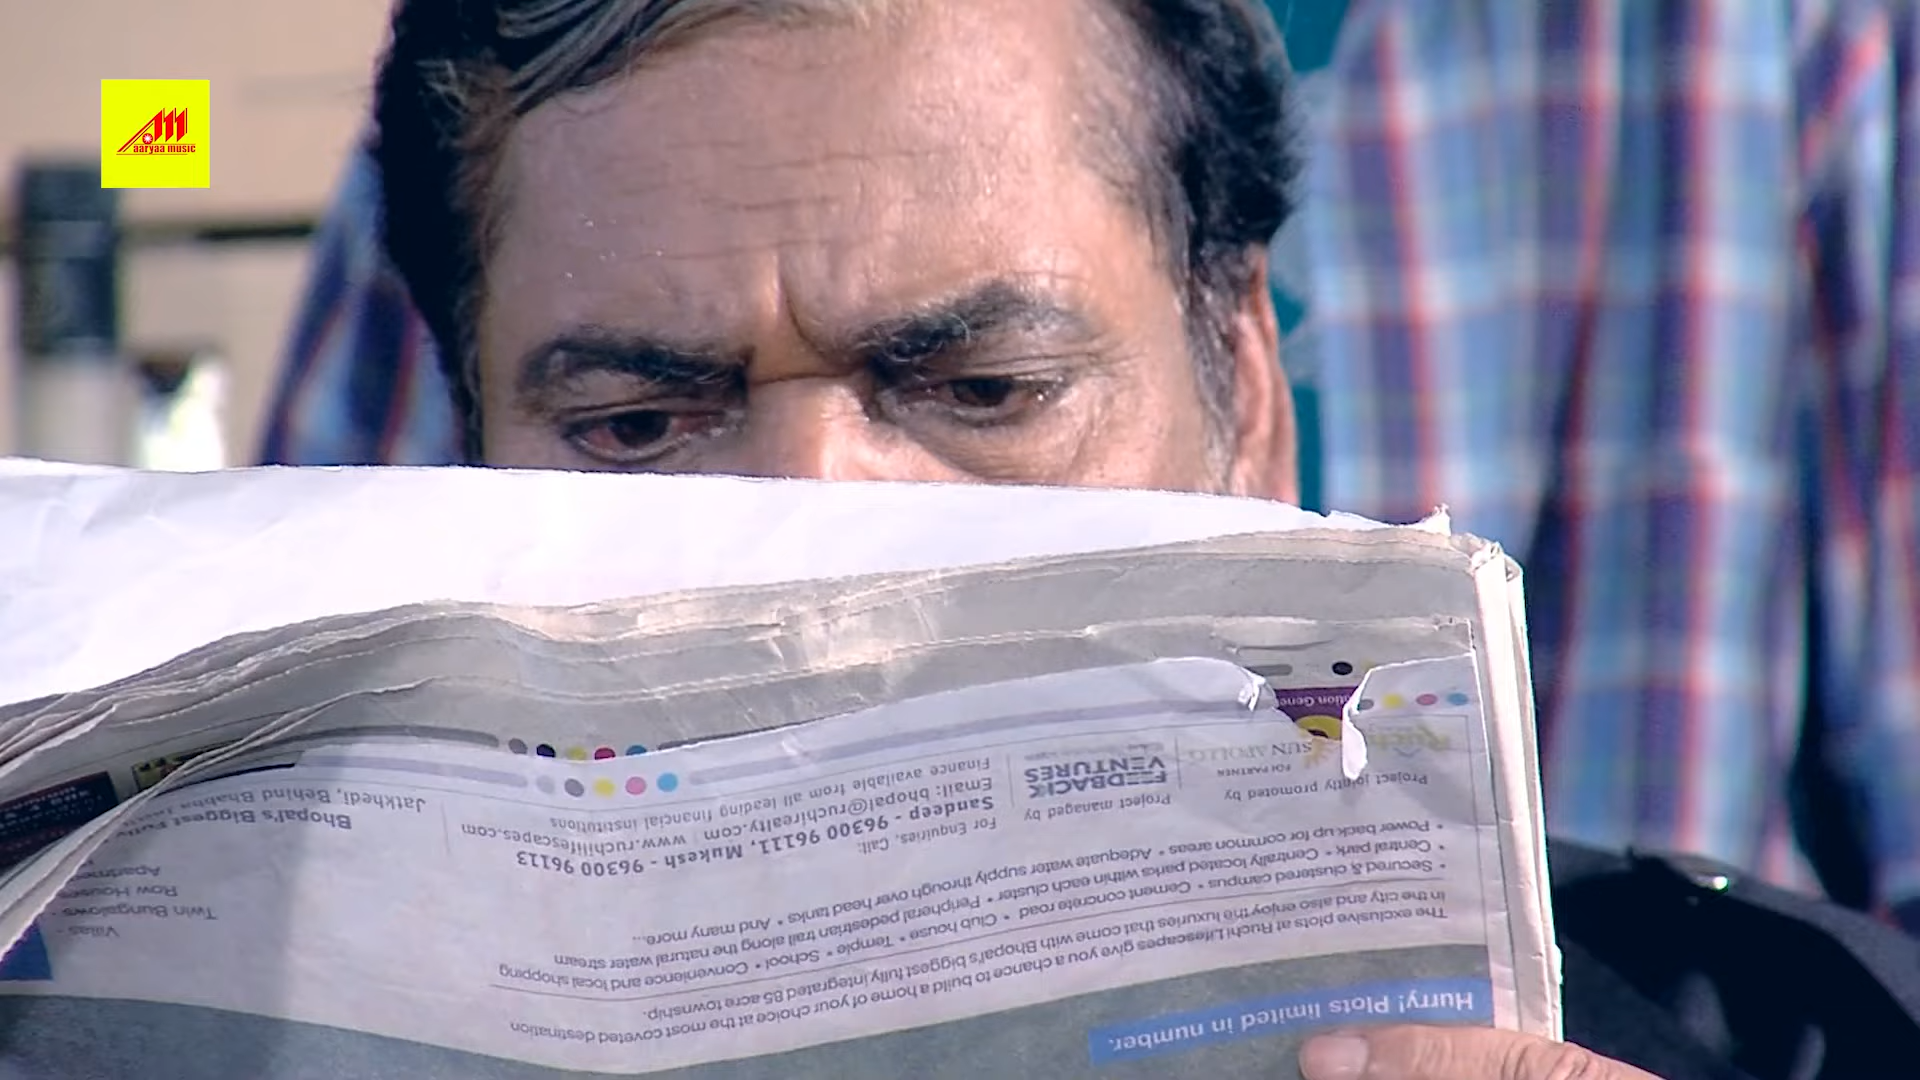 aaryaa music
Hurry! Plots limited in number.
The exclusive plots at Ruchi Lifescapes give you a chance to build a home of your choice at the most coveted destination
in the city and also enjoy the luxuries that come with Bhopal's biggest fully integrated 85 acre township.
• Secured & clustered campus • Cement concrete road • Club house • Temple • School • Convenience and local shopping
• Central park • Centrally located parks within each cluster • Peripheral pedestrian trail along the natural water stream
• Power back up for common areas • Adequate water supply through over head tanks • And many more...
Project jointly promoted by
SUN APOLLO
Project managed by
FEEDBACK
VENTURES
For Enquiries, Call:
Sandeep - 96300 96111, Mukesh - 96300 96113
Email: bhopal@ruchirealty.com | www.ruchilifescapes.com
Finance available from all leading financial institutions
Villas
Twin Bungalows
Row Houses
Bhopal's Biggest
Jatkhedi, Behind Bhabha